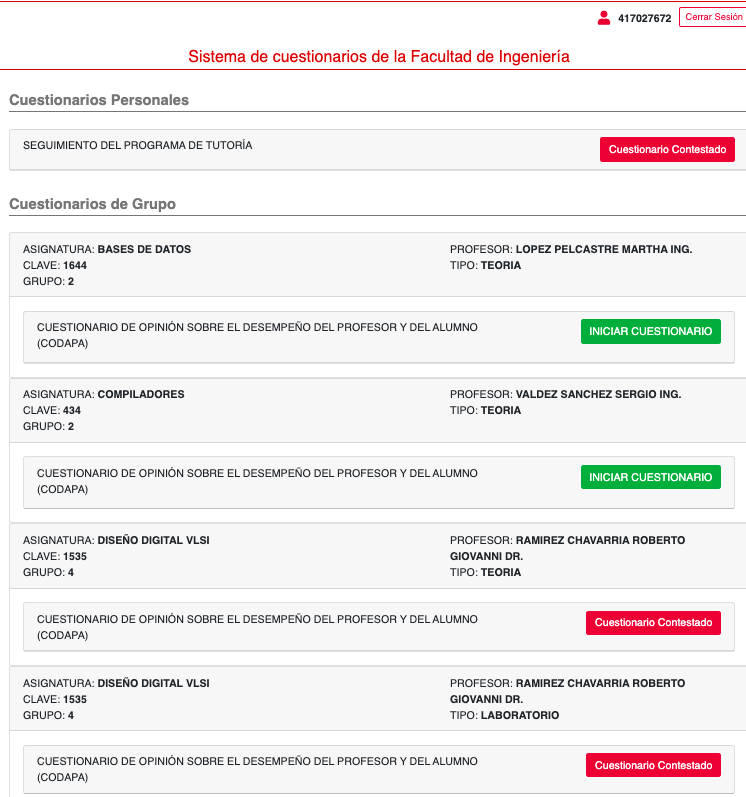 417027672 Cerrar Sesión
Sistema de cuestionarios de la Facultad de Ingeniería
Cuestionarios Personales
SEGUIMIENTO DEL PROGRAMA DE TUTORÍA Cuestionario Contestado
Cuestionarios de Grupo
ASIGNATURA: BASES DE DATOS PROFESOR: LOPEZ PELCASTRE MARTHA ING.
CLAVE: 1644 TIPO: TEORIA
GRUPO: 2
CUESTIONARIO DE OPINIÓN SOBRE EL DESEMPEÑO DEL PROFESOR Y DEL ALUMNO INICIAR CUESTIONARIO
(CODAPA)
ASIGNATURA: COMPILADORES PROFESOR: VALDEZ SANCHEZ SERGIO ING.
CLAVE: 434 TIPO: TEORIA
GRUPO: 2
CUESTIONARIO DE OPINIÓN SOBRE EL DESEMPEÑO DEL PROFESOR Y DEL ALUMNO INICIAR CUESTIONARIO
(CODAPA)
ASIGNATURA: DISEÑO DIGITAL VLSI PROFESOR: RAMIREZ CHAVARRIA ROBERTO
CLAVE: 1535 GIOVANNI DR.
GRUPO: 4 TIPO: TEORIA
CUESTIONARIO DE OPINIÓN SOBRE EL DESEMPEÑO DEL PROFESOR Y DEL ALUMNO Cuestionario Contestado
(CODAPA)
ASIGNATURA: DISEÑO DIGITAL VLSI PROFESOR: RAMIREZ CHAVARRIA ROBERTO
CLAVE: 1535 GIOVANNI DR.
GRUPO: 4 TIPO: LABORATORIO
CUESTIONARIO DE OPINIÓN SOBRE EL DESEMPEÑO DEL PROFESOR Y DEL ALUMNO Cuestionario Contestado
(CODAPA)